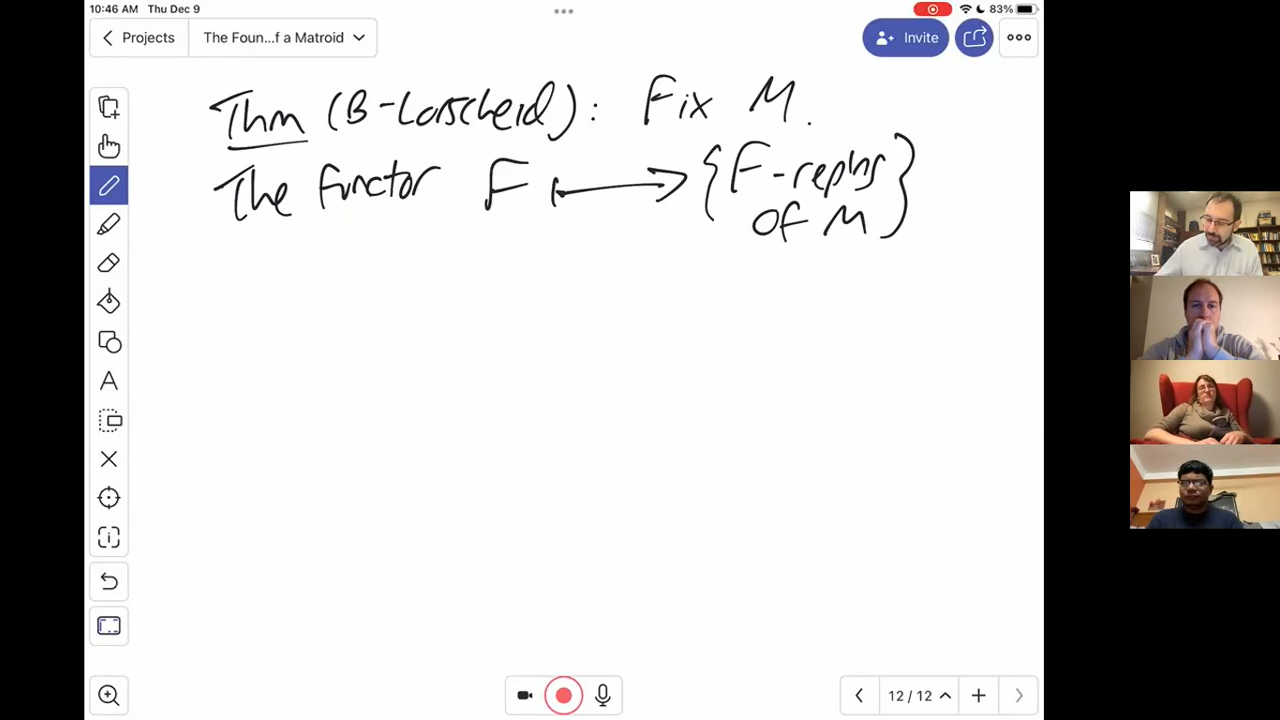 10:46 AM Thu Dec 9
83%
Projects
The Foun...f a Matroid
Invite
Thm (B-Lorscheid): Fix M.
The functor F ⟼ {F-rep'ns
of M}
A
12 / 12